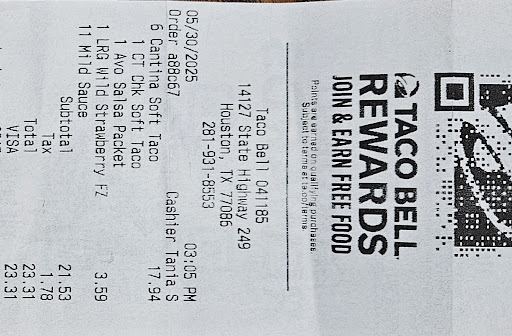 TACO BELL
REWARDS
JOIN & EARN FREE FOOD
Points are earned on qualifying purchases.
Subject to terms at ta.co/terms.
Taco Bell 041185
14127 State Highway 249
Houston, TX 77086
281-931-8553
05/30/2025 03:05 PM
Order a88c67 Cashier Tania S
6 Cantina Soft Taco 17.94
1 CT Chk Soft Taco
1 Avo Salsa Packet
1 LRG Wild Strawberry FZ 3.59
11 Mild Sauce
Subtotal 21.53
Tax 1.78
Total 23.31
VISA 23.31